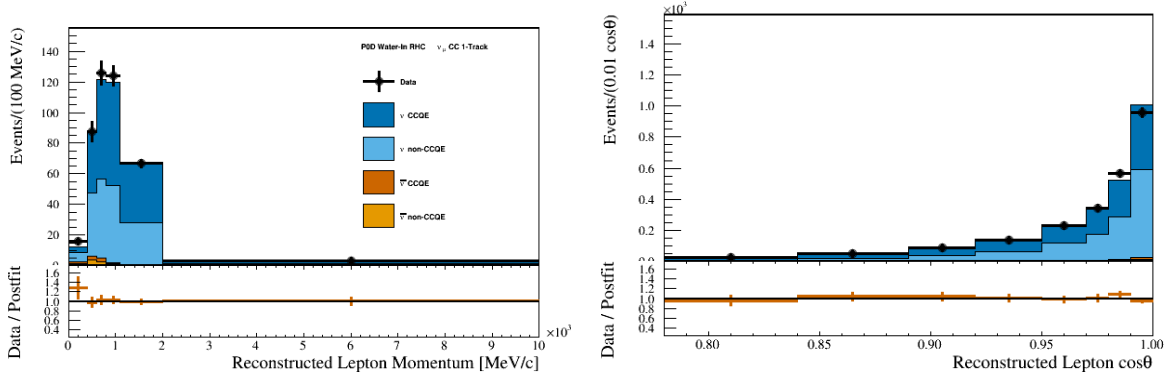 P0D Water-In RHC ν̅μ CC 1-Track
Data
ν CCQE
ν non-CCQE
ν̅ CCQE
ν̅ non-CCQE
Events/(100 MeV/c)
140
120
100
80
60
40
20
0
Data / Postfit
1.6
1.4
1.2
1.0
0.8
0.6
0.4
0 1 2 3 4 5 6 7 8 9 10
×10³
Reconstructed Lepton Momentum [MeV/c]
×10³
Events/(0.01 cosθ)
1.4
1.2
1.0
0.8
0.6
0.4
0.2
0.0
Data / Postfit
1.6
1.4
1.2
1.0
0.8
0.6
0.4
0.80 0.85 0.90 0.95 1.00
Reconstructed Lepton cosθ